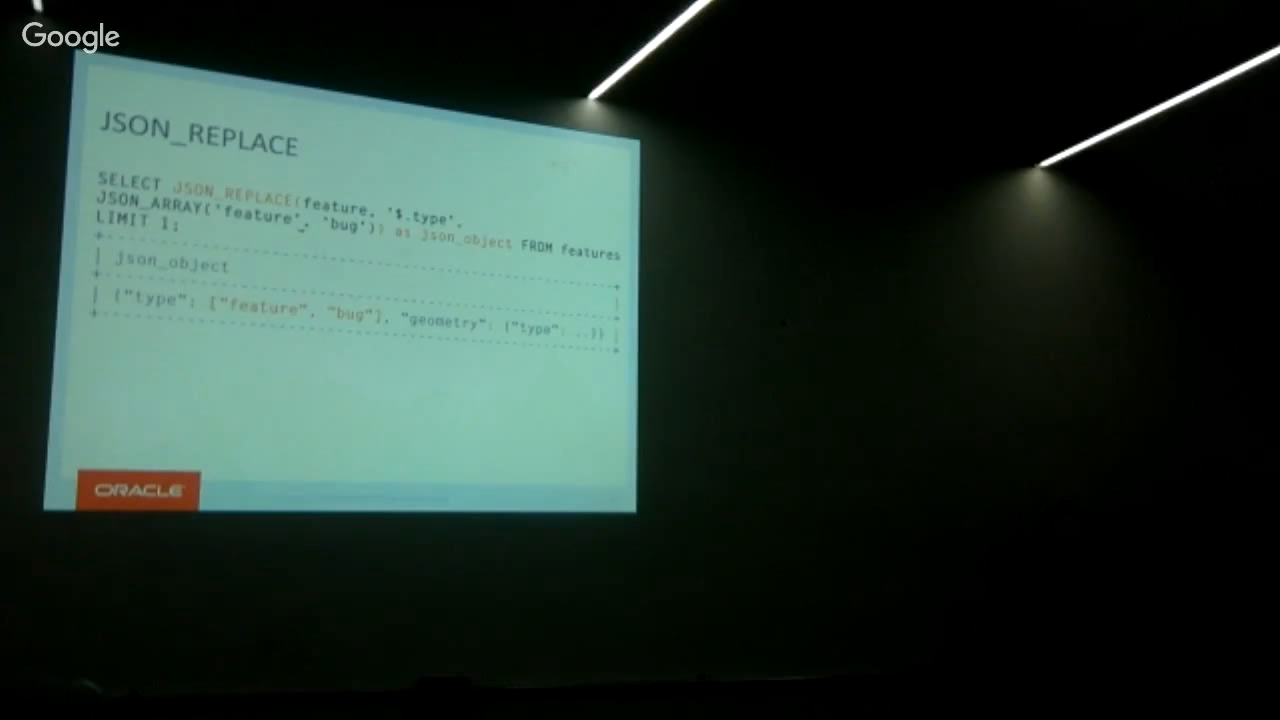 Google
JSON_REPLACE
SELECT JSON_REPLACE(feature, '$.type',
JSON_ARRAY('feature', 'bug')) as json_object FROM features
LIMIT 1;
+------------------------------------------------------------+
| json_object |
+------------------------------------------------------------+
| {"type": ["feature", "bug"], "geometry": {"type": ..}} |
+------------------------------------------------------------+
ORACLE